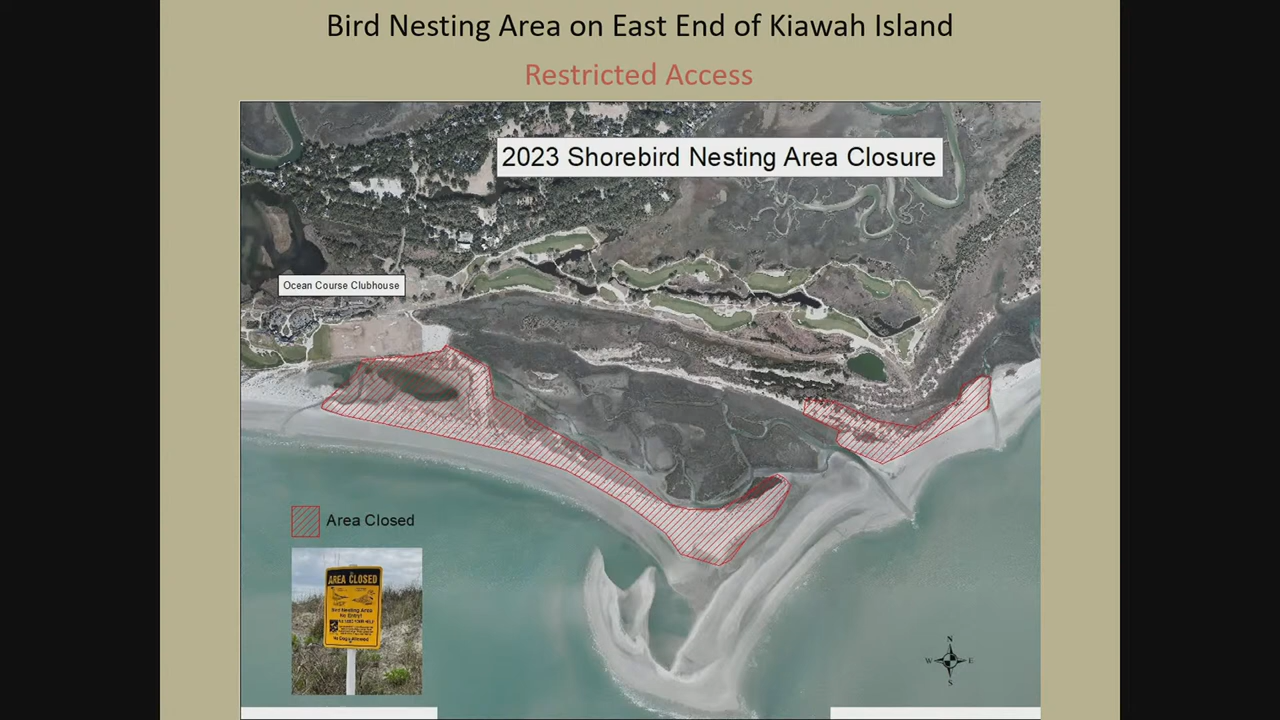 Bird Nesting Area on East End of Kiawah Island
Restricted Access
2023 Shorebird Nesting Area Closure
Ocean Course Clubhouse
Area Closed
AREA CLOSED
Bird Nesting Area
No Entry!
No Dogs Allowed
N
W E
S